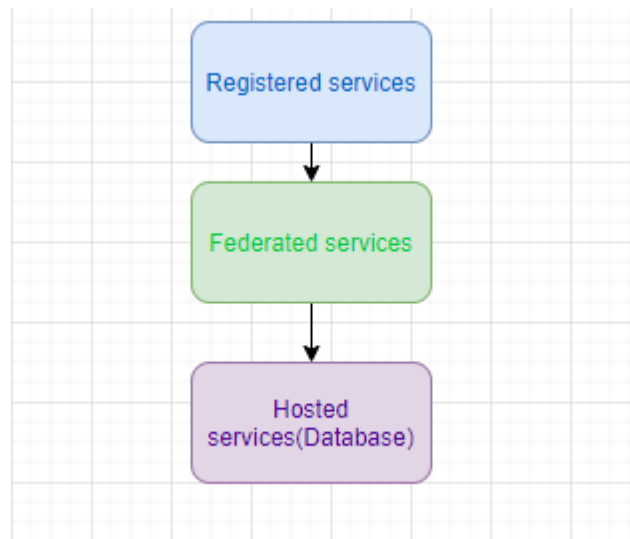 Registered services
Federated services
Hosted
services(Database)